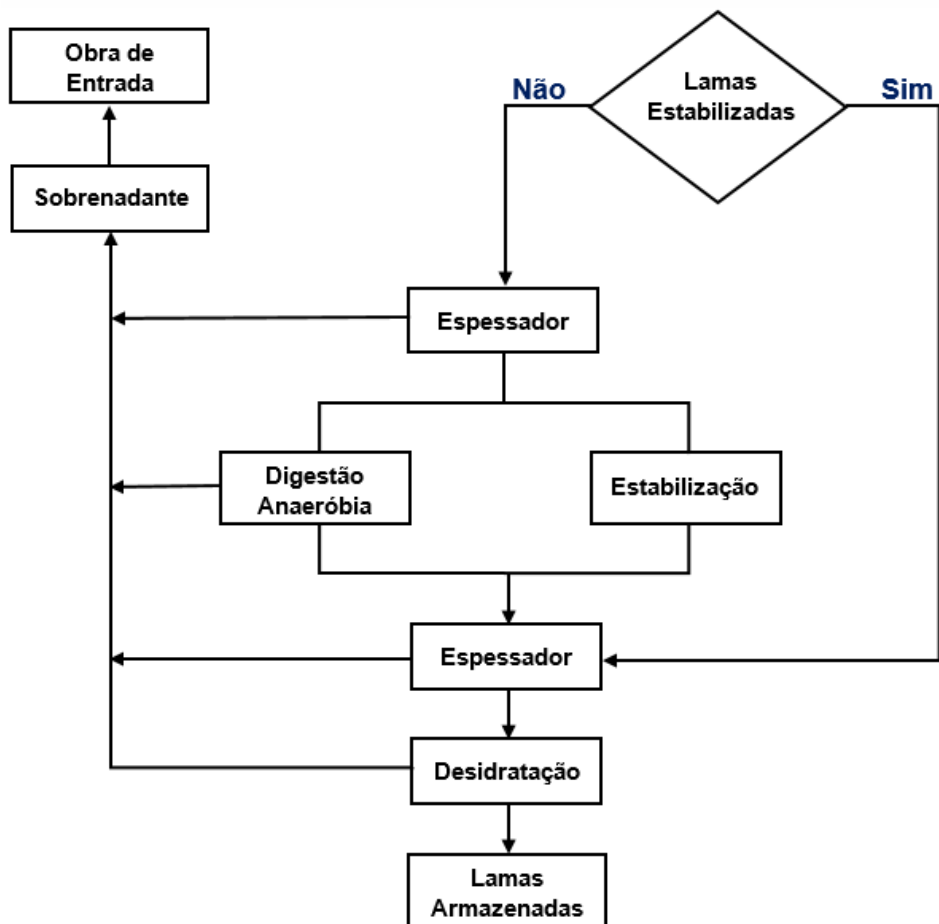 Obra de
Entrada
Não
Lamas
Estabilizadas
Sim
Sobrenadante
Espessador
Digestão
Anaeróbia
Estabilização
Espessador
Desidratação
Lamas
Armazenadas